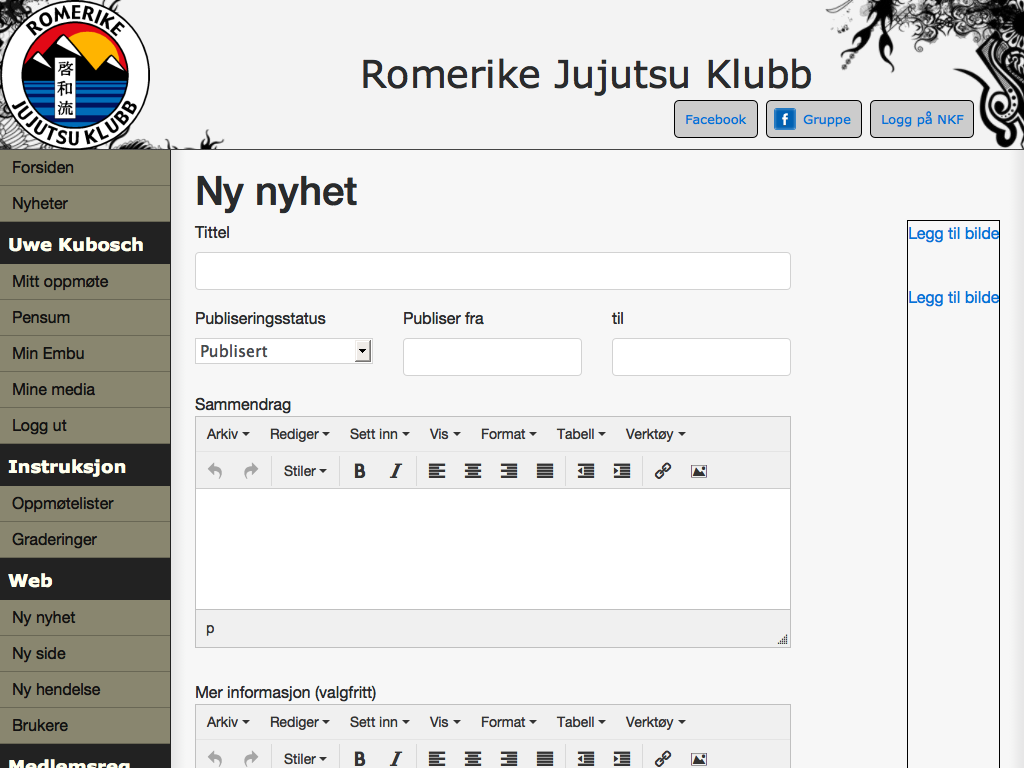 ROMERIKE
啓和流
JUJUTSU KLUBB
Romerike Jujutsu Klubb
Facebook
f Gruppe
Logg på NKF
Forsiden
Nyheter
Uwe Kubosch
Mitt oppmøte
Pensum
Min Embu
Mine media
Logg ut
Instruksjon
Oppmøtelister
Graderinger
Web
Ny nyhet
Ny side
Ny hendelse
Brukere
Medlemsreg
Ny nyhet
Tittel
Publiseringsstatus Publiser fra til
Publisert
Sammendrag
Arkiv Rediger Sett inn Vis Format Tabell Verktøy
Stiler B I
p
Mer informasjon (valgfritt)
Arkiv Rediger Sett inn Vis Format Tabell Verktøy
Stiler B I
Legg til bilde
Legg til bilde